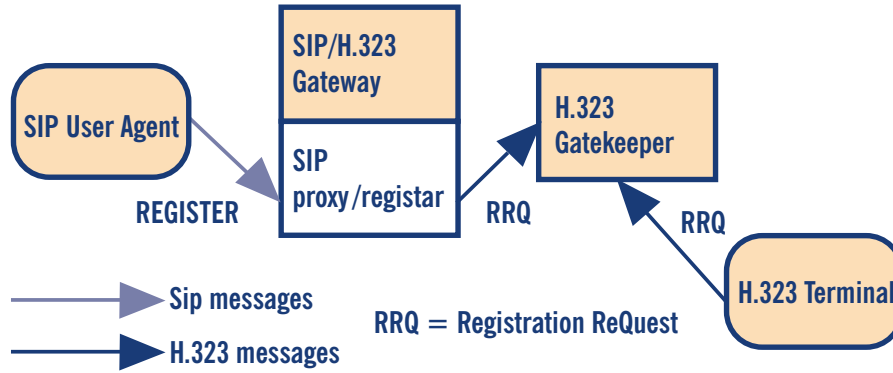 SIP/H.323
Gateway
SIP User Agent
H.323
Gatekeeper
SIP
proxy/registar
REGISTER
RRQ
RRQ
H.323 Terminal
Sip messages
RRQ = Registration ReQuest
H.323 messages